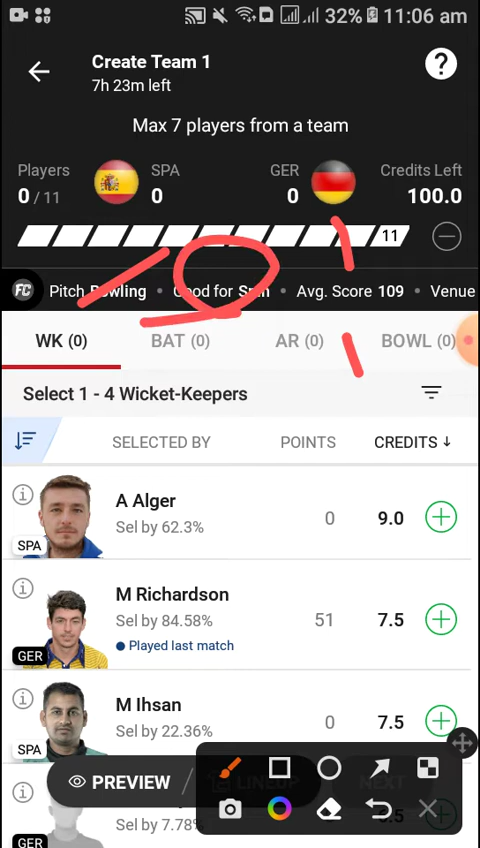 32% 11:06 am
Create Team 1
7h 23m left
?
Max 7 players from a team
Players SPA GER Credits Left
0 / 11 0 0 100.0
11
FC Pitch Bowling • Good for Spin • Avg. Score 109 • Venue
WK (0) BAT (0) AR (0) BOWL (0)
Select 1 - 4 Wicket-Keepers
SELECTED BY POINTS CREDITS ↓
A Alger
Sel by 62.3% 0 9.0
SPA
M Richardson
Sel by 84.58% 51 7.5
Played last match
GER
M Ihsan
Sel by 22.36% 0 7.5
SPA
PREVIEW LINEUP NEXT
Sel by 7.78%
GER